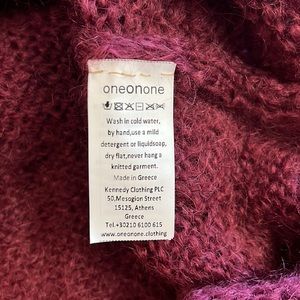 oneonone
Wash in cold water,
by hand,use a mild
detergent or liquidsoap,
dry flat,never hang a
knitted garment.
Made in Greece
Kennedy Clothing PLC
50,Mesogion Street
15125, Athens
Greece
Tel.+30210 6100 615
www.oneonone.clothing